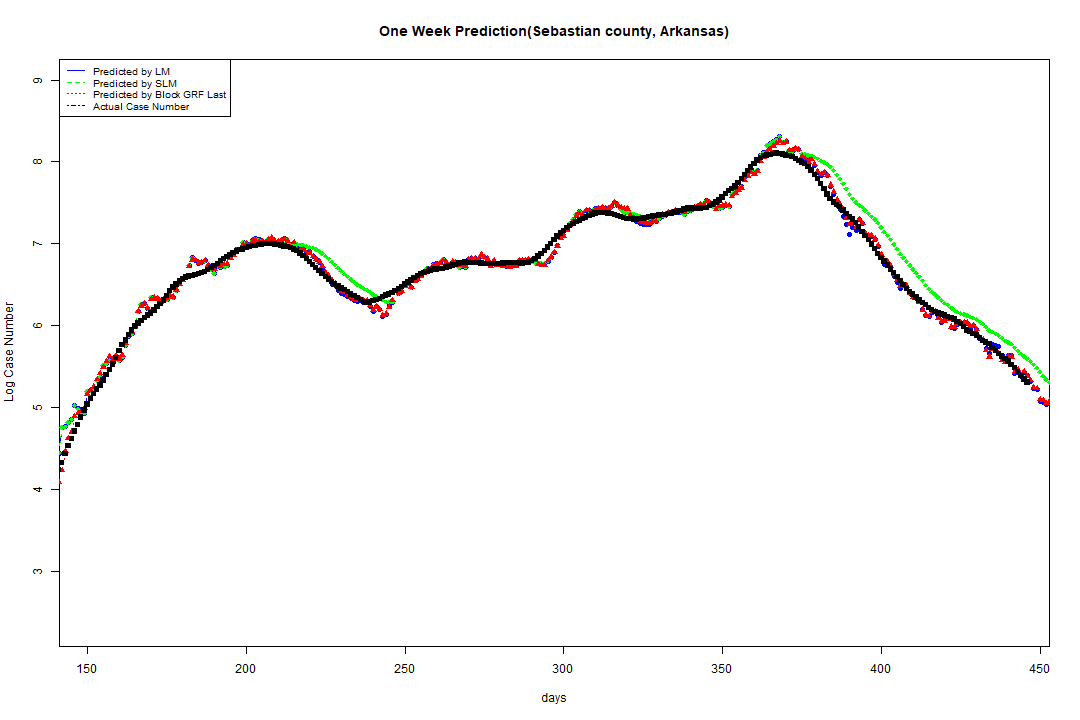 One Week Prediction(Sebastian county, Arkansas)
Predicted by LM
Predicted by SLM
Predicted by Block GRF Last
Actual Case Number
Log Case Number
9
8
7
6
5
4
3
150 200 250 300 350 400 450
days